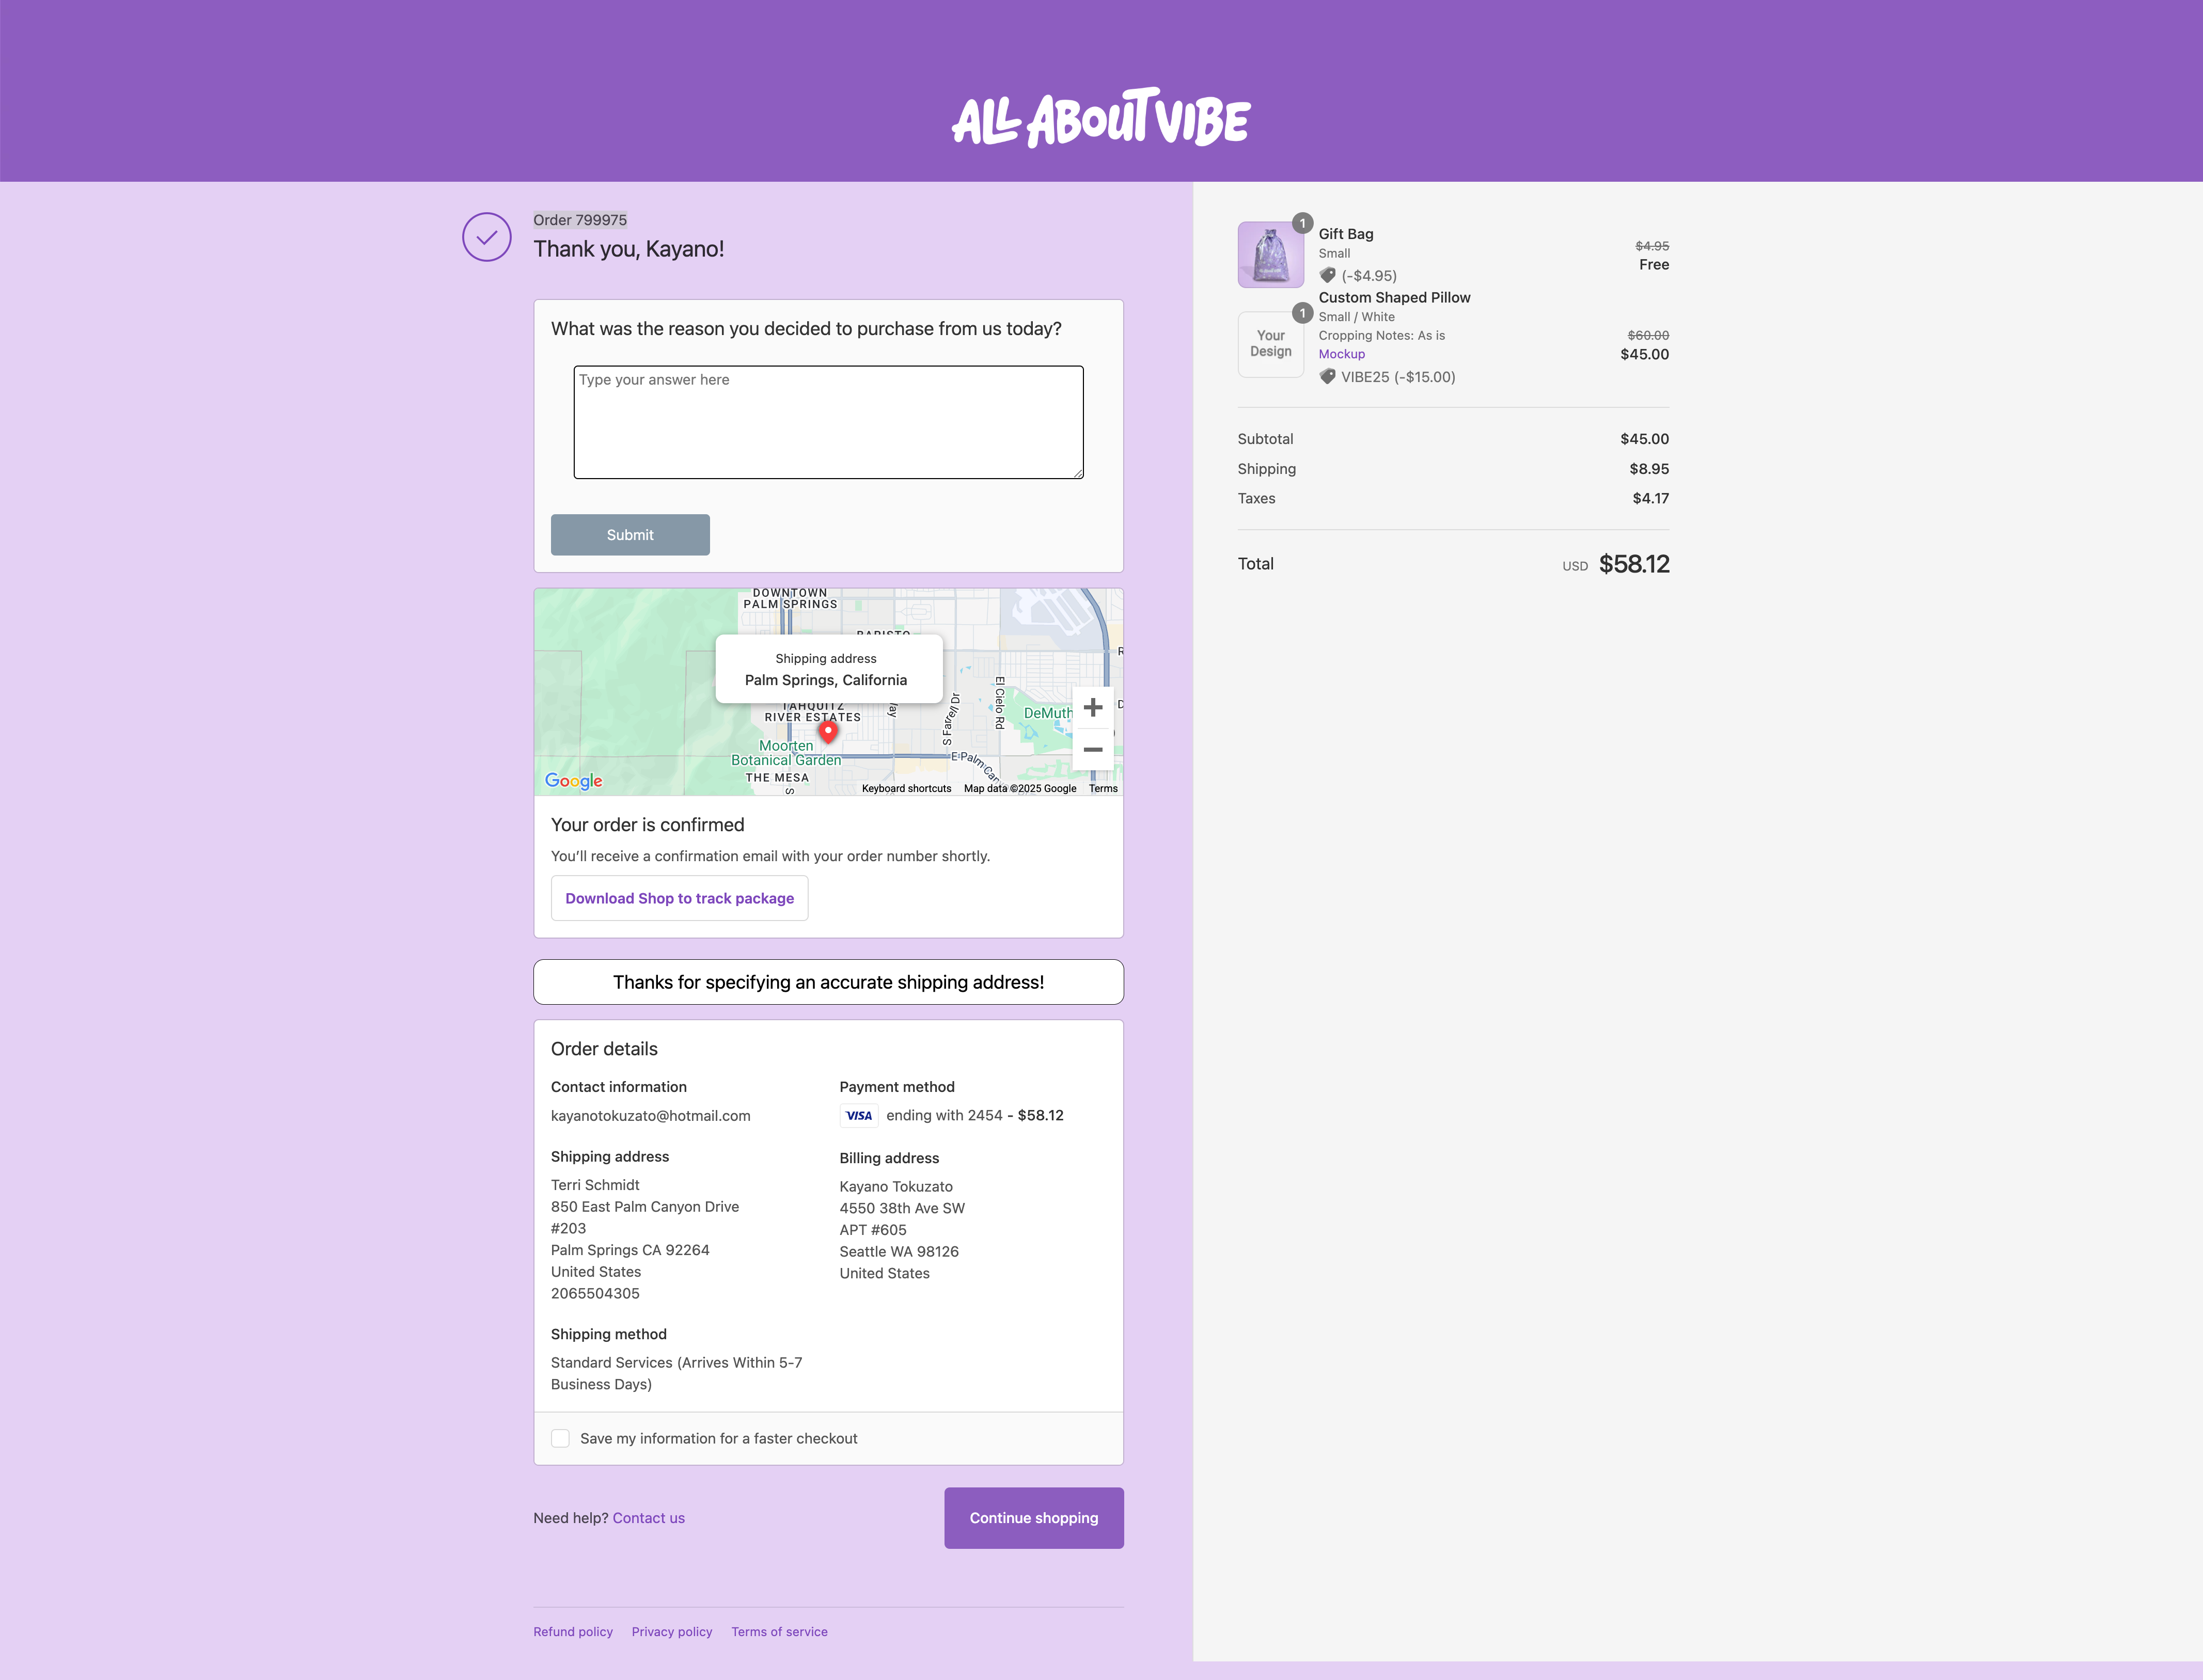 ALL ABOUT VIBE
Order 799975
Thank you, Kayano!
What was the reason you decided to purchase from us today?
Type your answer here
Submit
DOWNTOWN
PALM SPRINGS
BARISTO
Shipping address
Palm Springs, California
TAHQUITZ
RIVER ESTATES
Moorten
Botanical Garden
THE MESA
S Farrell Dr
El Cielo Rd
DeMuth
E Palm Can
S
R
D
Google
Keyboard shortcuts
Map data ©2025 Google
Terms
Your order is confirmed
You'll receive a confirmation email with your order number shortly.
Download Shop to track package
Thanks for specifying an accurate shipping address!
Order details
Contact information
kayanotokuzato@hotmail.com
Shipping address
Terri Schmidt
850 East Palm Canyon Drive
#203
Palm Springs CA 92264
United States
2065504305
Shipping method
Standard Services (Arrives Within 5-7
Business Days)
Payment method
VISA ending with 2454 - $58.12
Billing address
Kayano Tokuzato
4550 38th Ave SW
APT #605
Seattle WA 98126
United States
Save my information for a faster checkout
Need help? Contact us
Continue shopping
Refund policy Privacy policy Terms of service
1
Gift Bag
Small
(-$4.95)
$4.95
Free
1
Your
Design
Custom Shaped Pillow
Small / White
Cropping Notes: As is
Mockup
VIBE25 (-$15.00)
$60.00
$45.00
Subtotal $45.00
Shipping $8.95
Taxes $4.17
Total USD $58.12